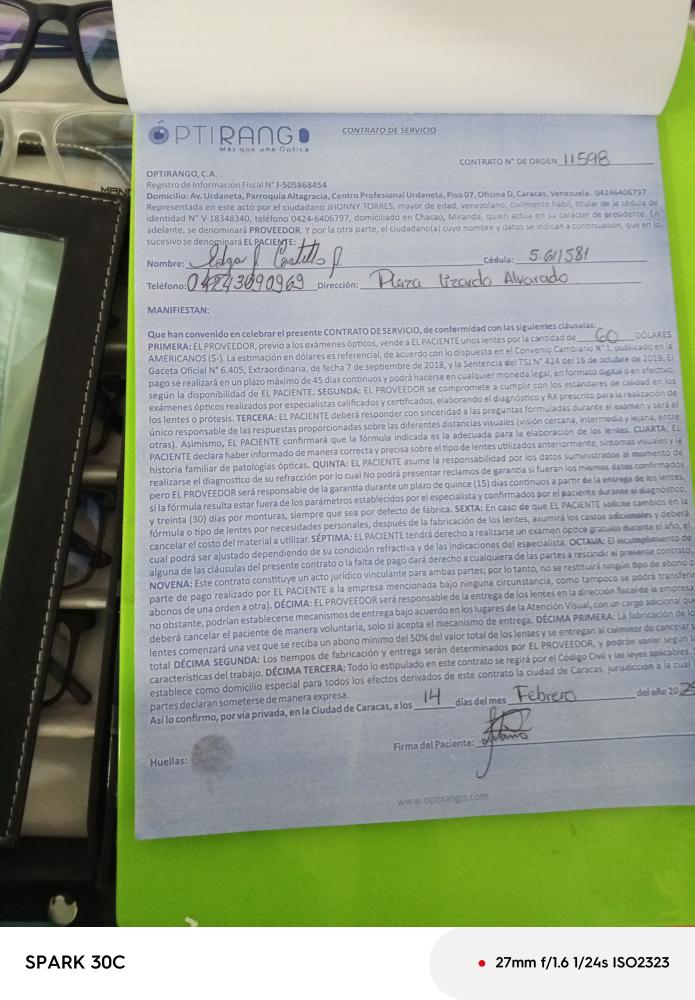 OPTIRANGO
Más que una Óptica
CONTRATO DE SERVICIO
CONTRATO N° DE ORDEN 11598
OPTIRANGO, C.A.
Registro de Información Fiscal N° J-505868454
Domicilio: Av. Urdaneta, Parroquia Altagracia, Centro Profesional Urdaneta, Piso 07, Oficina D, Caracas, Venezuela. 04246406797
Representada en este acto por el ciudadano JHONNY TORRES, mayor de edad, venezolano, civilmente hábil, titular de la cédula de
identidad N° V-18348340, teléfono 0424-6406797, domiciliado en Chacao, Miranda, quien actúa en su carácter de presidente. En
adelante, se denominará PROVEEDOR. Y por la otra parte, el ciudadano(a) cuyo nombre y datos se indican a continuación, que en lo
sucesivo se denominará EL PACIENTE:
Nombre: Edgar Castillo Cédula: 5.611581
Teléfono: 04243090969 Dirección: Plaza Lizardo Alvarado
MANIFIESTAN:
Que han convenido en celebrar el presente CONTRATO DE SERVICIO, de conformidad con las siguientes cláusulas:
PRIMERA: EL PROVEEDOR, previo a los exámenes ópticos, vende a EL PACIENTE unos lentes por la cantidad de 60 DÓLARES
AMERICANOS ($-). La estimación en dólares es referencial, de acuerdo con lo dispuesto en el Convenio Cambiario N° 1, publicado en la
Gaceta Oficial N° 6.405, Extraordinaria, de fecha 7 de septiembre de 2018, y la Sentencia del TSJ N° 424 del 16 de octubre de 2019. El
pago se realizará en un plazo máximo de 45 días continuos y podrá hacerse en cualquier moneda legal, en formato digital o en efectivo,
según la disponibilidad de EL PACIENTE. SEGUNDA: EL PROVEEDOR se compromete a cumplir con los estándares de calidad en los
exámenes ópticos realizados por especialistas calificados y certificados, elaborando el diagnóstico y RX prescrito para la realización de
los lentes o prótesis. TERCERA: EL PACIENTE deberá responder con sinceridad a las preguntas formuladas durante el examen y será el
único responsable de las respuestas proporcionadas sobre las diferentes distancias visuales (visión cercana, intermedia y lejana, entre
otras). Asimismo, EL PACIENTE confirmará que la fórmula indicada es la adecuada para la elaboración de los lentes. CUARTA: EL
PACIENTE declara haber informado de manera correcta y precisa sobre el tipo de lentes utilizados anteriormente, síntomas visuales y la
historia familiar de patologías ópticas. QUINTA: EL PACIENTE asume la responsabilidad por los datos suministrados al momento de
realizarse el diagnostico de su refracción por lo cual No podrá presentar reclamos de garantía si fueran los mismos datos confirmados
pero EL PROVEEDOR será responsable de la garantía durante un plazo de quince (15) días continuos a partir de la entrega de los lentes,
si la fórmula resulta estar fuera de los parámetros establecidos por el especialista y confirmados por el paciente durante el diagnóstico,
y treinta (30) días por monturas, siempre que sea por defecto de fábrica. SEXTA: En caso de que EL PACIENTE solicite cambios en la
fórmula o tipo de lentes por necesidades personales, después de la fabricación de los lentes, asumirá los costos adicionales y deberá
cancelar el costo del material a utilizar. SÉPTIMA: EL PACIENTE tendrá derecho a realizarse un examen óptico gratuito durante el año, el
cual podrá ser ajustado dependiendo de su condición refractiva y de las indicaciones del especialista. OCTAVA: El incumplimiento de
alguna de las cláusulas del presente contrato o la falta de pago dará derecho a cualquiera de las partes a rescindir el presente contrato.
NOVENA: Este contrato constituye un acto jurídico vinculante para ambas partes; por lo tanto, no se restituirá ningún tipo de abono o
parte de pago realizado por EL PACIENTE a la empresa mencionada bajo ninguna circunstancia, como tampoco se podrá transferir
abonos de una orden a otra). DÉCIMA: EL PROVEEDOR será responsable de la entrega de los lentes en la dirección fiscal de la empresa
no obstante, podrían establecerse mecanismos de entrega bajo acuerdo en los lugares de la Atención Visual, con un cargo adicional que
deberá cancelar el paciente de manera voluntaria, solo si acepta el mecanismo de entrega. DÉCIMA PRIMERA: La fabricación de lo
lentes comenzará una vez que se reciba un abono mínimo del 50% del valor total de los lentes y se entregan al culminar de cancelar
total DÉCIMA SEGUNDA: Los tiempos de fabricación y entrega serán determinados por EL PROVEEDOR, y podrán variar según
características del trabajo. DÉCIMA TERCERA: Todo lo estipulado en este contrato se regirá por el Código Civil y las leyes aplicables.
establece como domicilio especial para todos los efectos derivados de este contrato la ciudad de Caracas, jurisdicción a la cual
partes declaran someterse de manera expresa.
Así lo confirmo, por vía privada, en la Ciudad de Caracas, a los 14 días del mes Febrero del año 20
Huellas:
Firma del Paciente:
www.optirango.com
SPARK 30C
27mm f/1.6 1/24s ISO2323